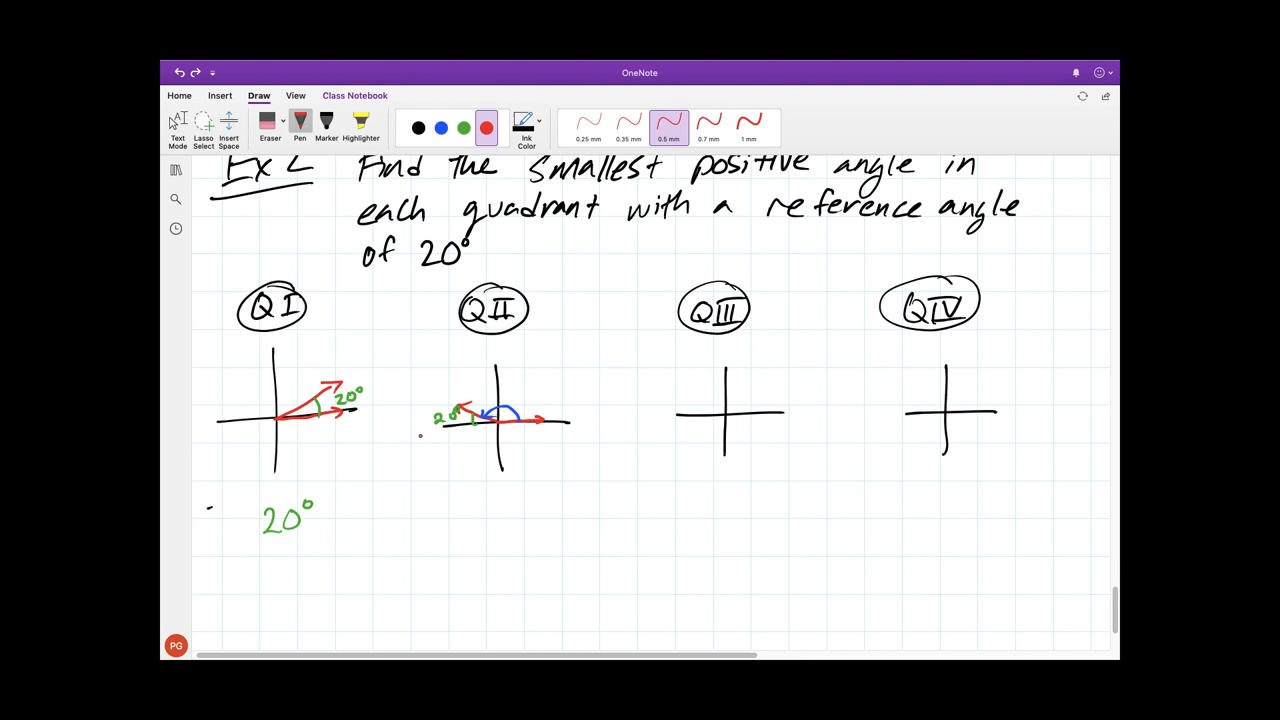 OneNote
Home Insert Draw View Class Notebook
Text Mode Lasso Select Insert Space Eraser Pen Marker Highlighter Ink Color 0.25 mm 0.35 mm 0.5 mm 0.7 mm 1 mm
Ex 2 Find the smallest positive angle in
each quadrant with a reference angle
of 20°
QI QII QIII QIV
20° 20°
20°
PG